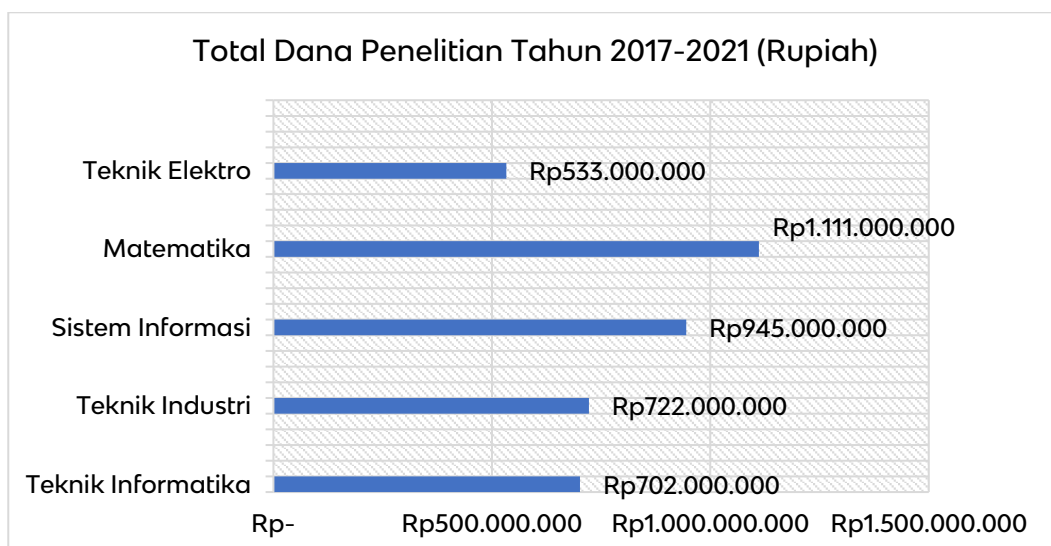 Total Dana Penelitian Tahun 2017-2021 (Rupiah)
Teknik Elektro
Rp533.000.000
Matematika
Rp1.111.000.000
Sistem Informasi
Rp945.000.000
Teknik Industri
Rp722.000.000
Teknik Informatika
Rp702.000.000
Rp- Rp500.000.000 Rp1.000.000.000 Rp1.500.000.000